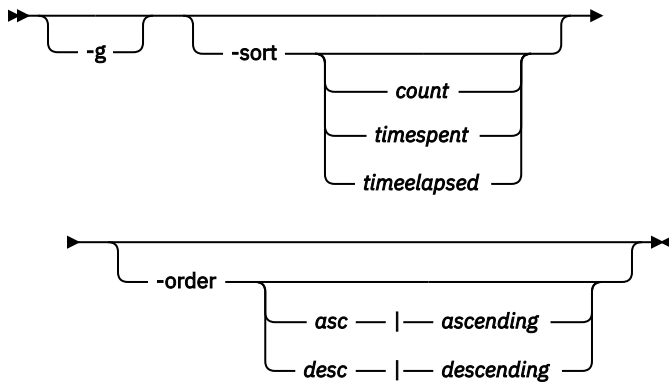 -g
-sort
count
timespent
timeelapsed
-order
asc | ascending
desc | descending